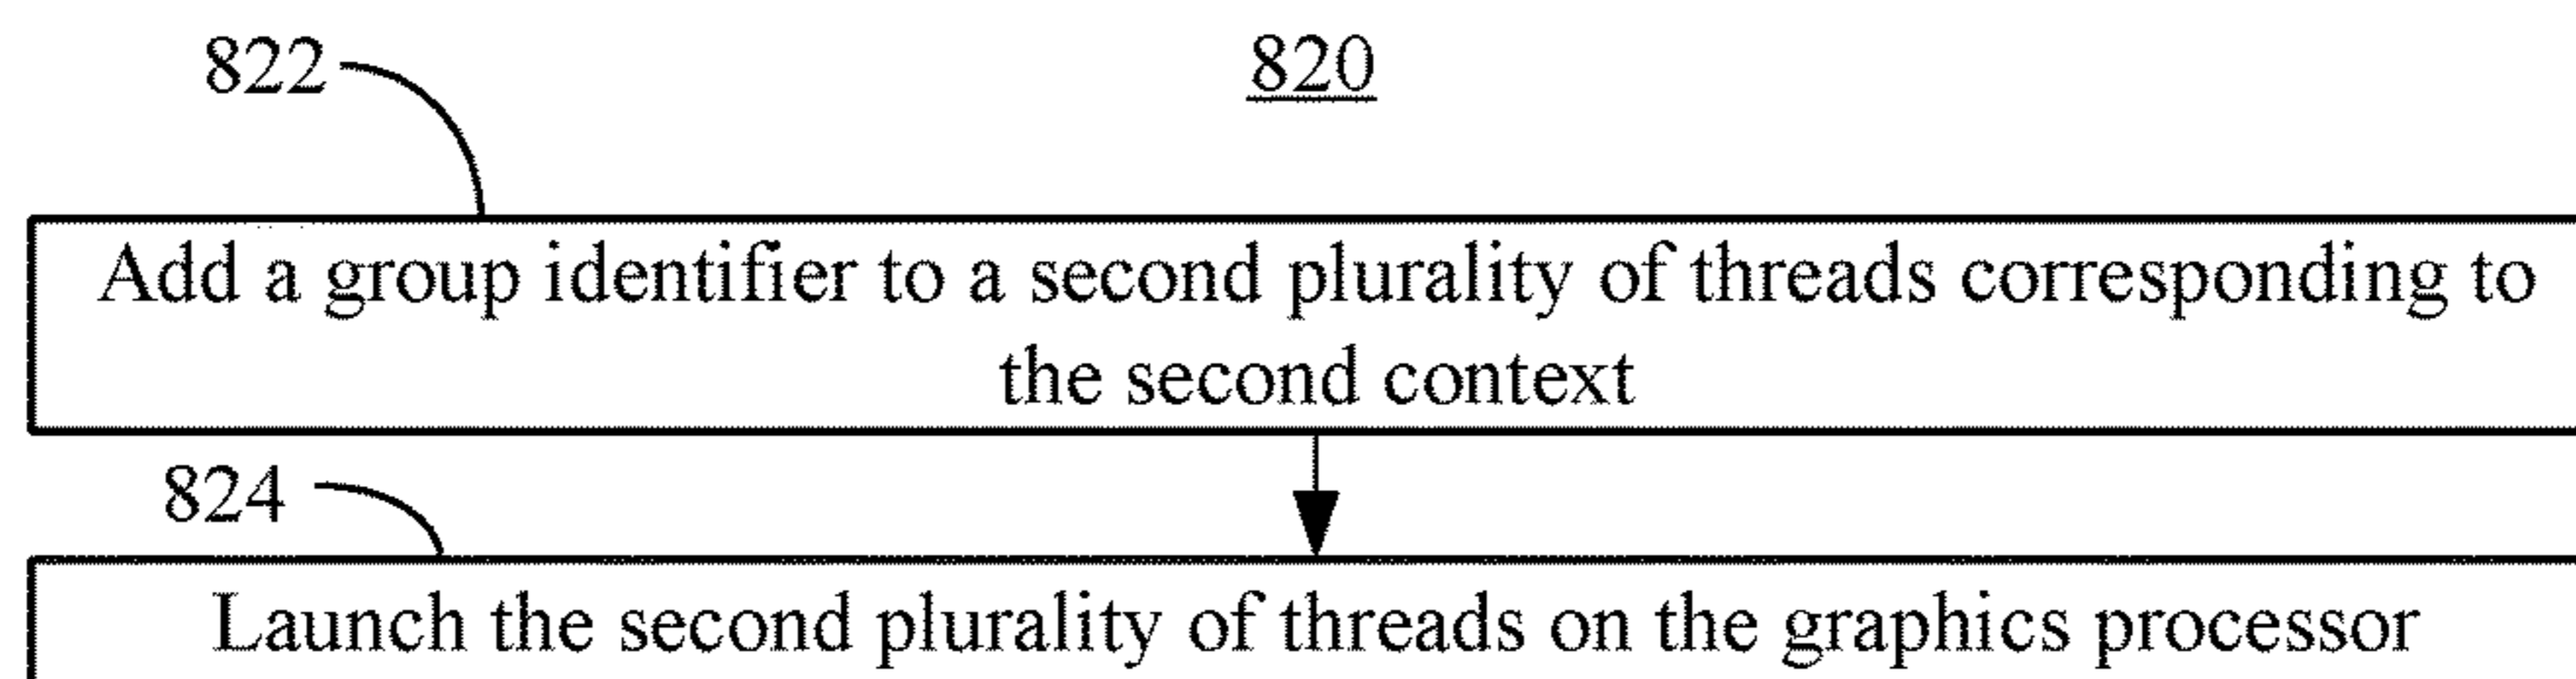 822
820
Add a group identifier to a second plurality of threads corresponding to
the second context
824
Launch the second plurality of threads on the graphics processor